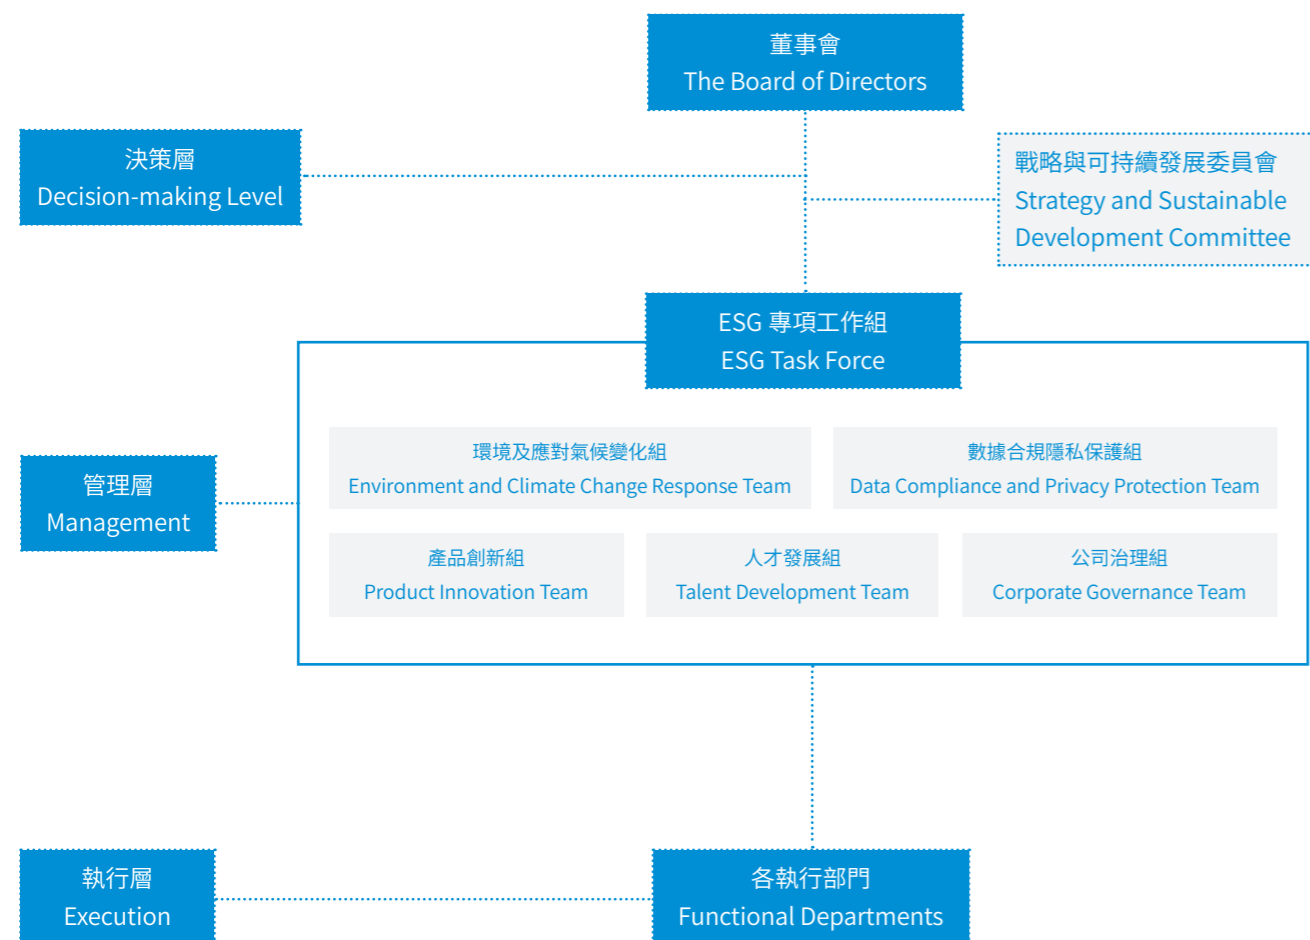 董事會
The Board of Directors
決策層
Decision-making Level
戰略與可持續發展委員會
Strategy and Sustainable
Development Committee
ESG 專項工作組
ESG Task Force
環境及應對氣候變化組
Environment and Climate Change Response Team
數據合規隱私保護組
Data Compliance and Privacy Protection Team
管理層
Management
產品創新組
Product Innovation Team
人才發展組
Talent Development Team
公司治理組
Corporate Governance Team
執行層
Execution
各執行部門
Functional Departments